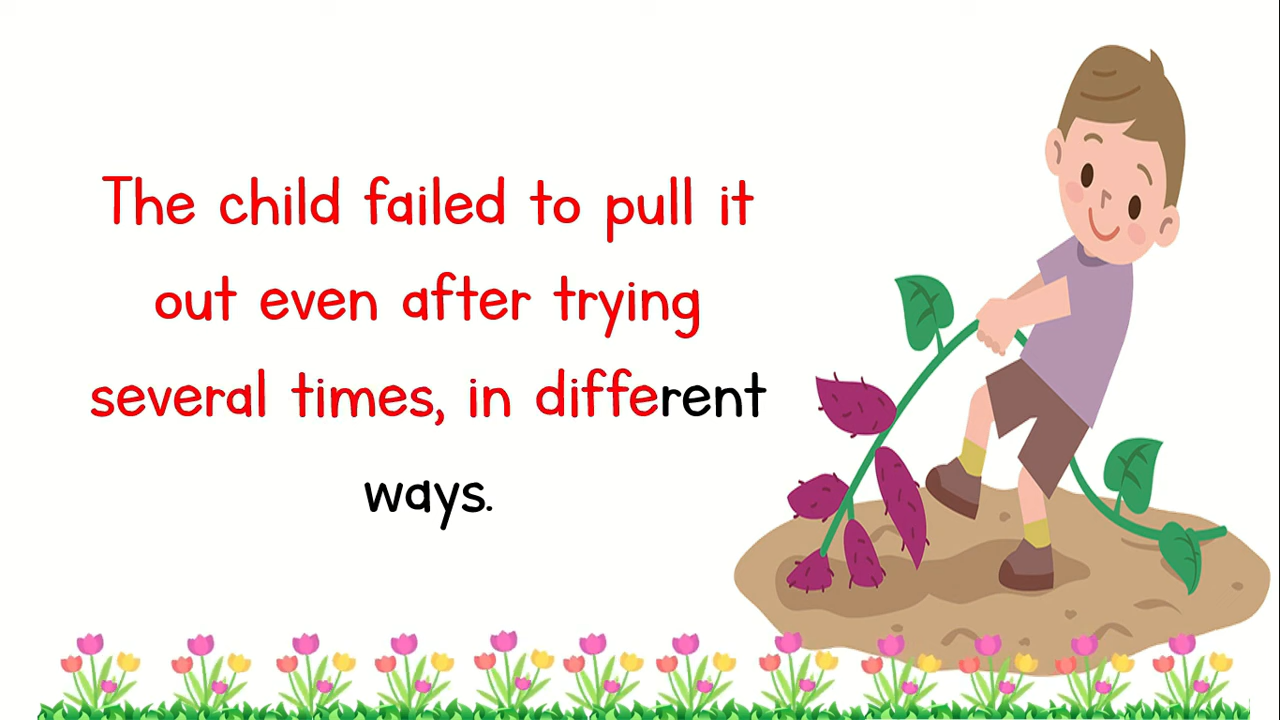 The child failed to pull it
out even after trying
several times, in different
ways.